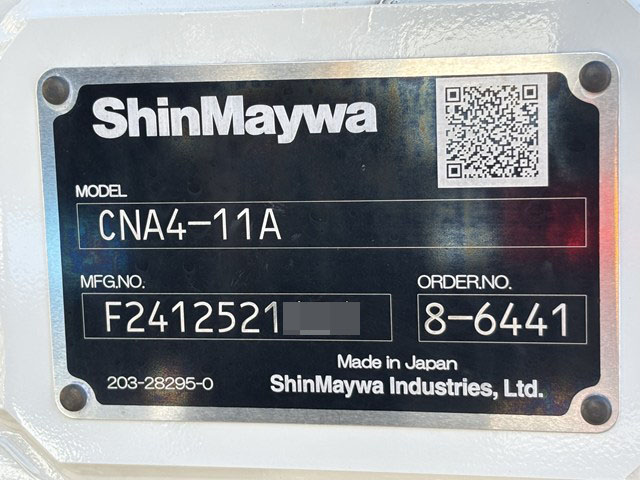 ShinMaywa
MODEL
CNA4-11A
MFG.NO.
F2412521
ORDER.NO.
8-6441
Made in Japan
203-28295-0
ShinMaywa Industries, Ltd.